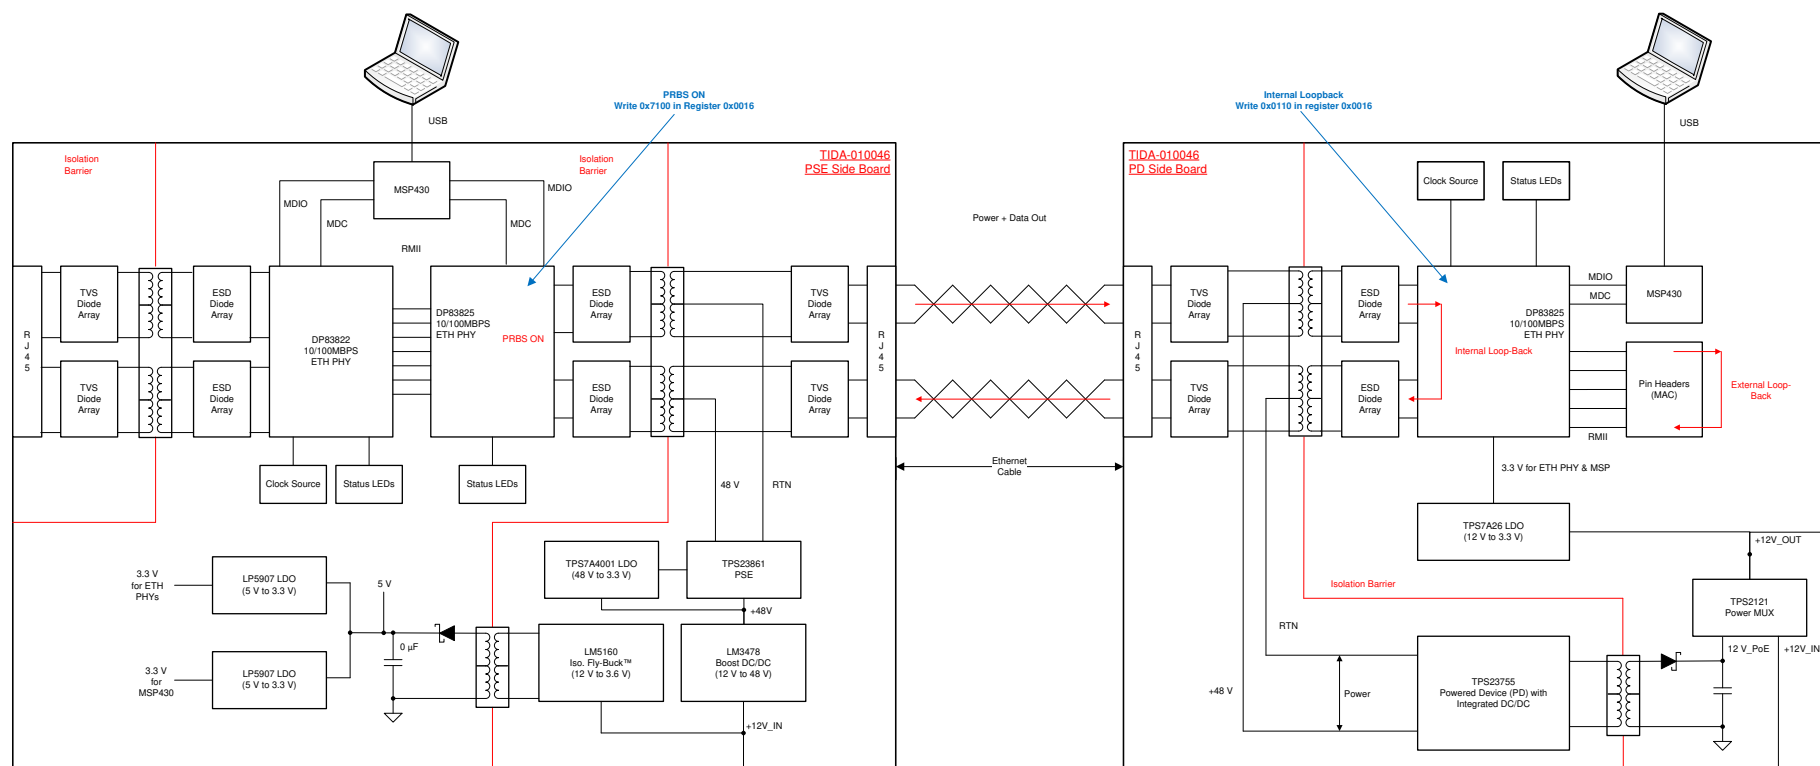 PRBS ON
Write 0x7100 in Register 0x0016
Internal Loopback
Write 0x0110 in register 0x0016
USB
USB
Isolation
Barrier
Isolation
Barrier
TIDA-010046
PSE Side Board
TIDA-010046
PD Side Board
MSP430
MDIO
MDIO
MDC
MDC
RMII
Power + Data Out
Clock Source
Status LEDs
R
J
4
5
TVS
Diode
Array
ESD
Diode
Array
DP83822
10/100MBPS
ETH PHY
DP83825
10/100MBPS
ETH PHY
PRBS ON
ESD
Diode
Array
TVS
Diode
Array
R
J
4
5
R
J
4
5
TVS
Diode
Array
ESD
Diode
Array
DP83825
10/100MBPS
ETH PHY
Internal Loop-Back
MDIO
MDC
MSP430
TVS
Diode
Array
ESD
Diode
Array
ESD
Diode
Array
TVS
Diode
Array
TVS
Diode
Array
ESD
Diode
Array
Pin Headers
(MAC)
External Loop-
Back
RMII
Clock Source
Status LEDs
Status LEDs
48 V
RTN
Ethernet
Cable
3.3 V for ETH PHY & MSP
TPS7A26 LDO
(12 V to 3.3 V)
+12V_OUT
3.3 V
for ETH
PHYs
LP5907 LDO
(5 V to 3.3 V)
5 V
TPS7A4001 LDO
(48 V to 3.3 V)
TPS23861
PSE
+48V
Isolation Barrier
TPS2121
Power MUX
0 µF
LM5160
Iso. Fly-Buck™
(12 V to 3.6 V)
LM3478
Boost DC/DC
(12 V to 48 V)
RTN
12 V_PoE
+12V_IN
3.3 V
for
MSP430
LP5907 LDO
(5 V to 3.3 V)
+48 V
Power
TPS23755
Powered Device (PD) with
Integrated DC/DC
+12V_IN